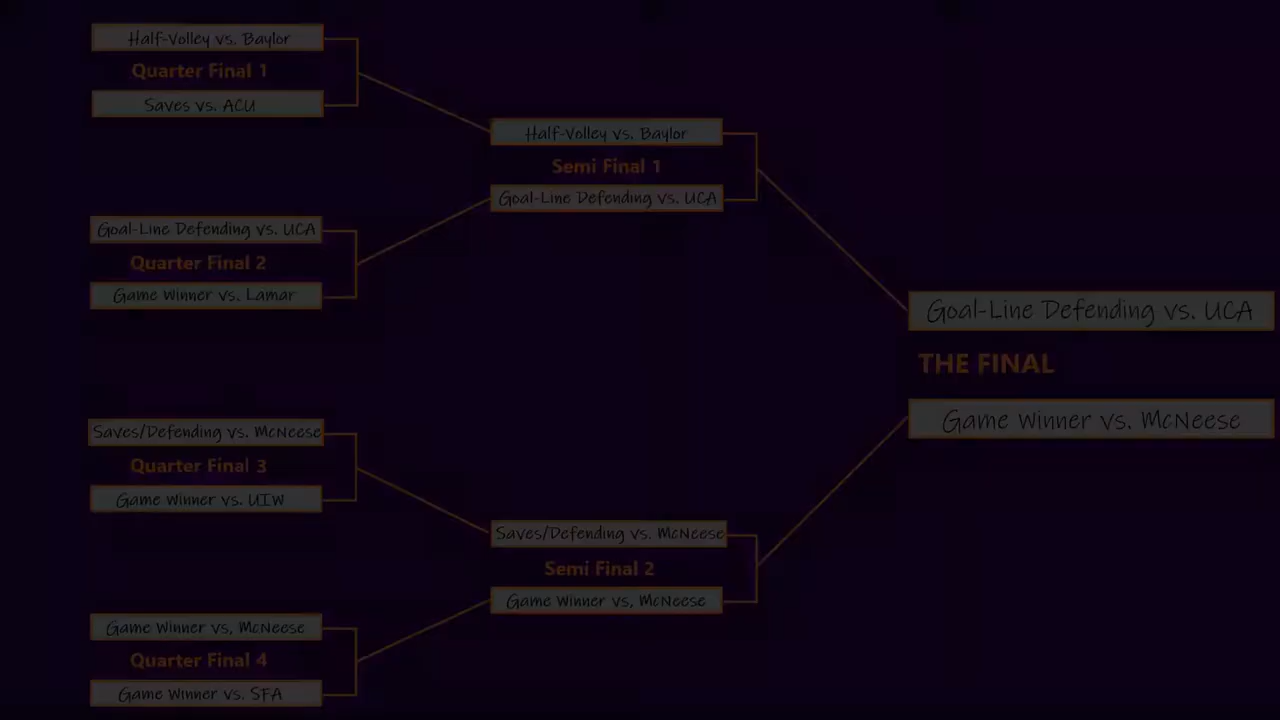 Half-Volley vs. Baylor
Quarter Final 1
Saves vs. ACU
Goal-Line Defending vs. UCA
Quarter Final 2
Game Winner vs. Lamar
Saves/Defending vs. McNeese
Quarter Final 3
Game Winner vs. UIW
Game Winner vs, McNeese
Quarter Final 4
Game Winner vs. SFA
Half-Volley vs. Baylor
Semi Final 1
Goal-Line Defending vs. UCA
Saves/Defending vs. McNeese
Semi Final 2
Game Winner vs, McNeese
Goal-Line Defending vs. UCA
THE FINAL
Game Winner vs. McNeese